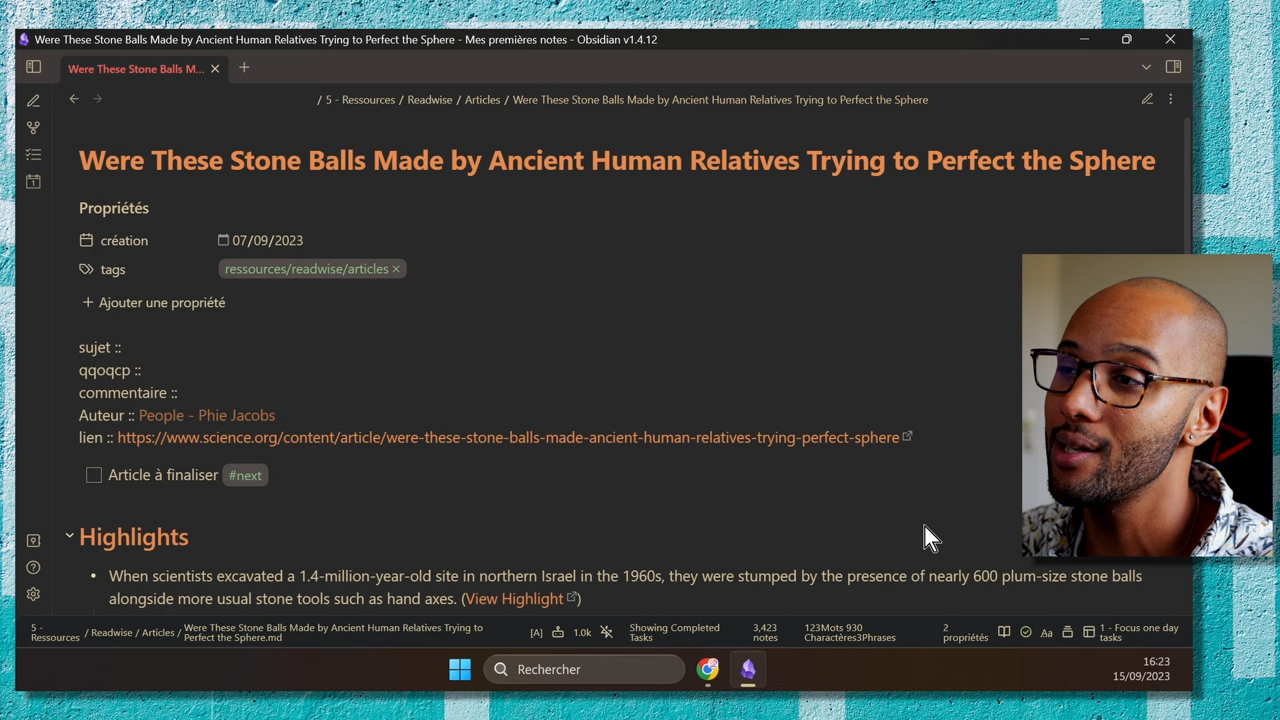 Were These Stone Balls Made by Ancient Human Relatives Trying to Perfect the Sphere - Mes premières notes - Obsidian v1.4.12
Were These Stone Balls M...
/ 5 - Ressources / Readwise / Articles / Were These Stone Balls Made by Ancient Human Relatives Trying to Perfect the Sphere
1
Were These Stone Balls Made by Ancient Human Relatives Trying to Perfect the Sphere
Propriétés
création 07/09/2023
tags ressources/readwise/articles
Ajouter une propriété
sujet ::
qqoqcp ::
commentaire ::
Auteur :: People - Phie Jacobs
lien :: https://www.science.org/content/article/were-these-stone-balls-made-ancient-human-relatives-trying-perfect-sphere
Article à finaliser #next
Highlights
• When scientists excavated a 1.4-million-year-old site in northern Israel in the 1960s, they were stumped by the presence of nearly 600 plum-size stone balls
alongside more usual stone tools such as hand axes. (View Highlight)
5 -
Ressources / Readwise / Articles / Were These Stone Balls Made by Ancient Human Relatives Trying to
Perfect the Sphere.md
[A] 1.0k
Showing Completed
Tasks
3,423
notes
123Mots 930
Charactères3Phrases
2
propriétés
Aa
1 - Focus one day
tasks
Rechercher
16:23
15/09/2023